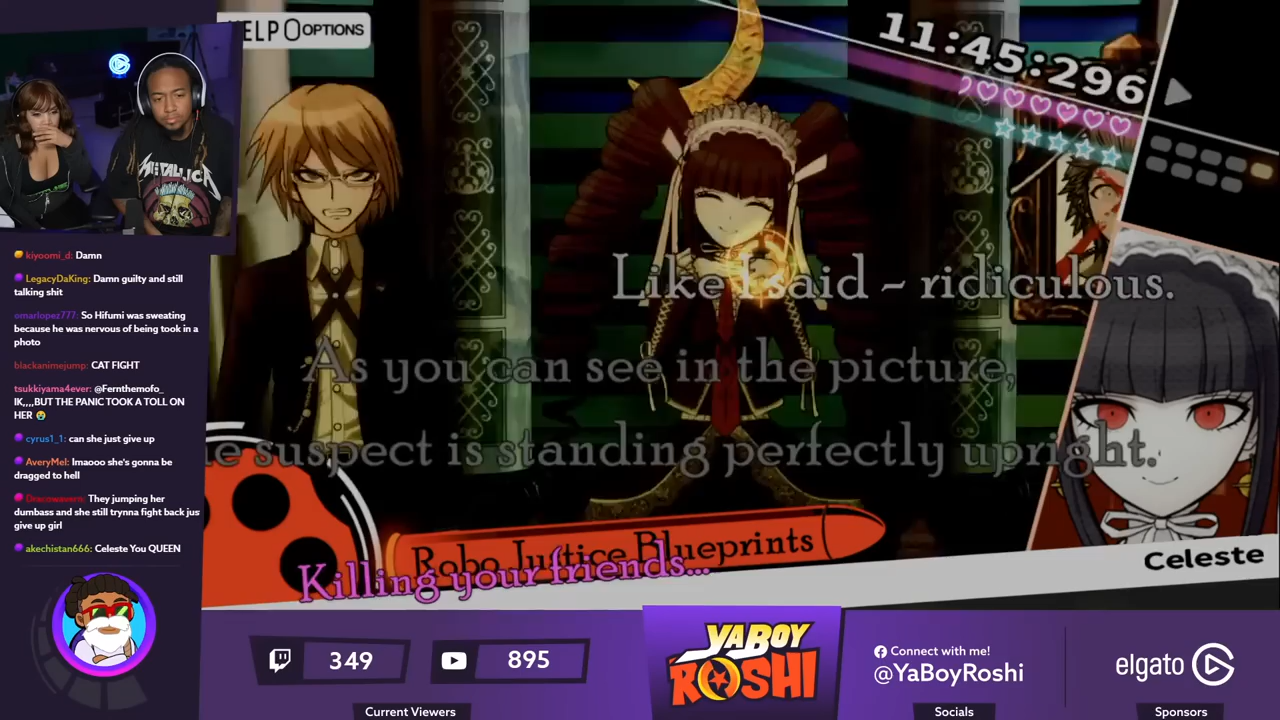 HELP OPTIONS
11:45:296
Like I said ~ ridiculous.
As you can see in the picture,
suspect is standing perfectly upright.
Robo Justice Blueprints
Killing your friends...
Celeste
METALLICA
kiyoomi_d: Damn
LegacyDaKing: Damn guilty and still
talking shit
omarlopez777: So Hifumi was sweating
because he was nervous of being took in a
photo
blackanimejump: CAT FIGHT
tsukkiyama4ever: @Fernthemofo_
IK,,,,BUT THE PANIC TOOK A TOLL ON
HER 😭
cyrus1_1: can she just give up
AveryMel: lmaooo she's gonna be
dragged to hell
They jumping her
dumbass and she still trynna fight back jus
give up girl
akechistan666: Celeste You QUEEN
349
895
Current Viewers
YABOY
ROSHI
Connect with me!
@YaBoyRoshi
Socials
elgato
Sponsors